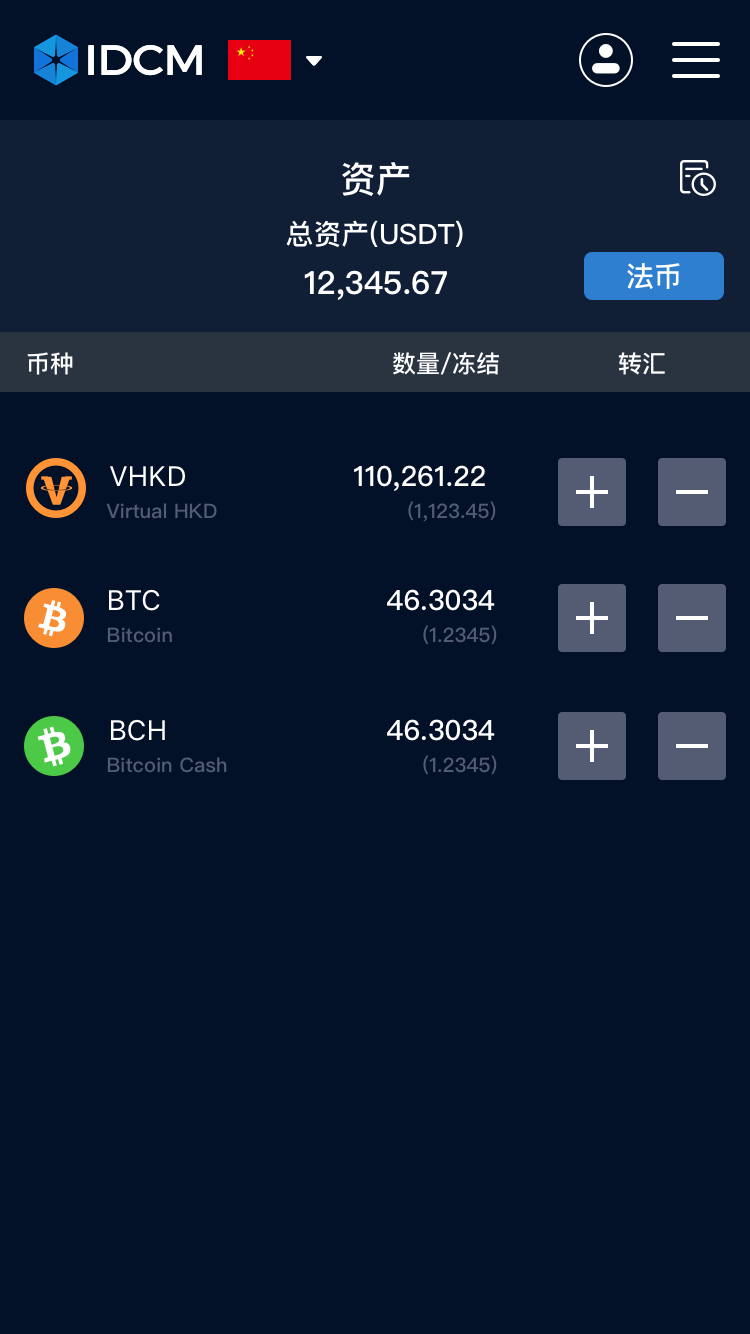 IDCM
资产
总资产(USDT)
12,345.67
法币
币种 数量/冻结 转汇
VHKD 110,261.22
Virtual HKD (1,123.45)
BTC 46.3034
Bitcoin (1.2345)
BCH 46.3034
Bitcoin Cash (1.2345)